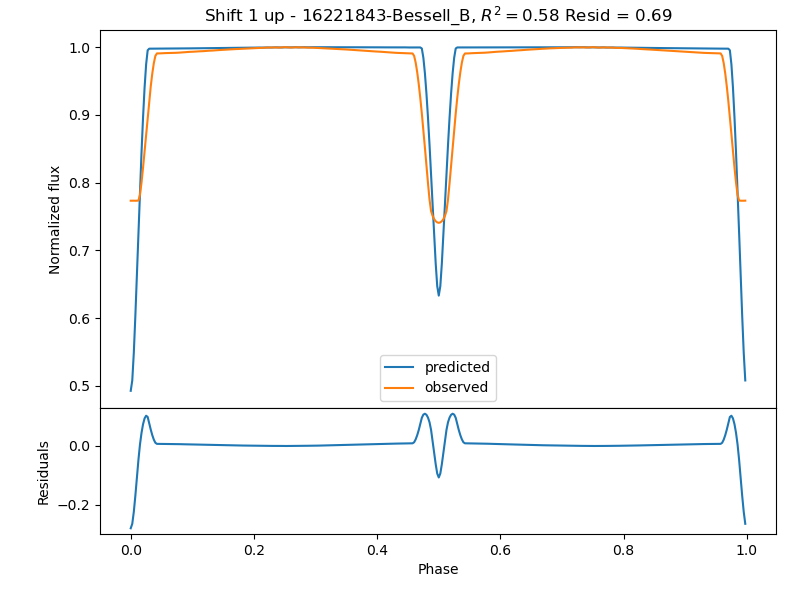 Shift 1 up - 16221843-Bessell_B, R² = 0.58 Resid = 0.69
Normalized flux
1.0
0.9
0.8
0.7
0.6
0.5
predicted
observed
Residuals
0.0
−0.2
0.0 0.2 0.4 0.6 0.8 1.0
Phase